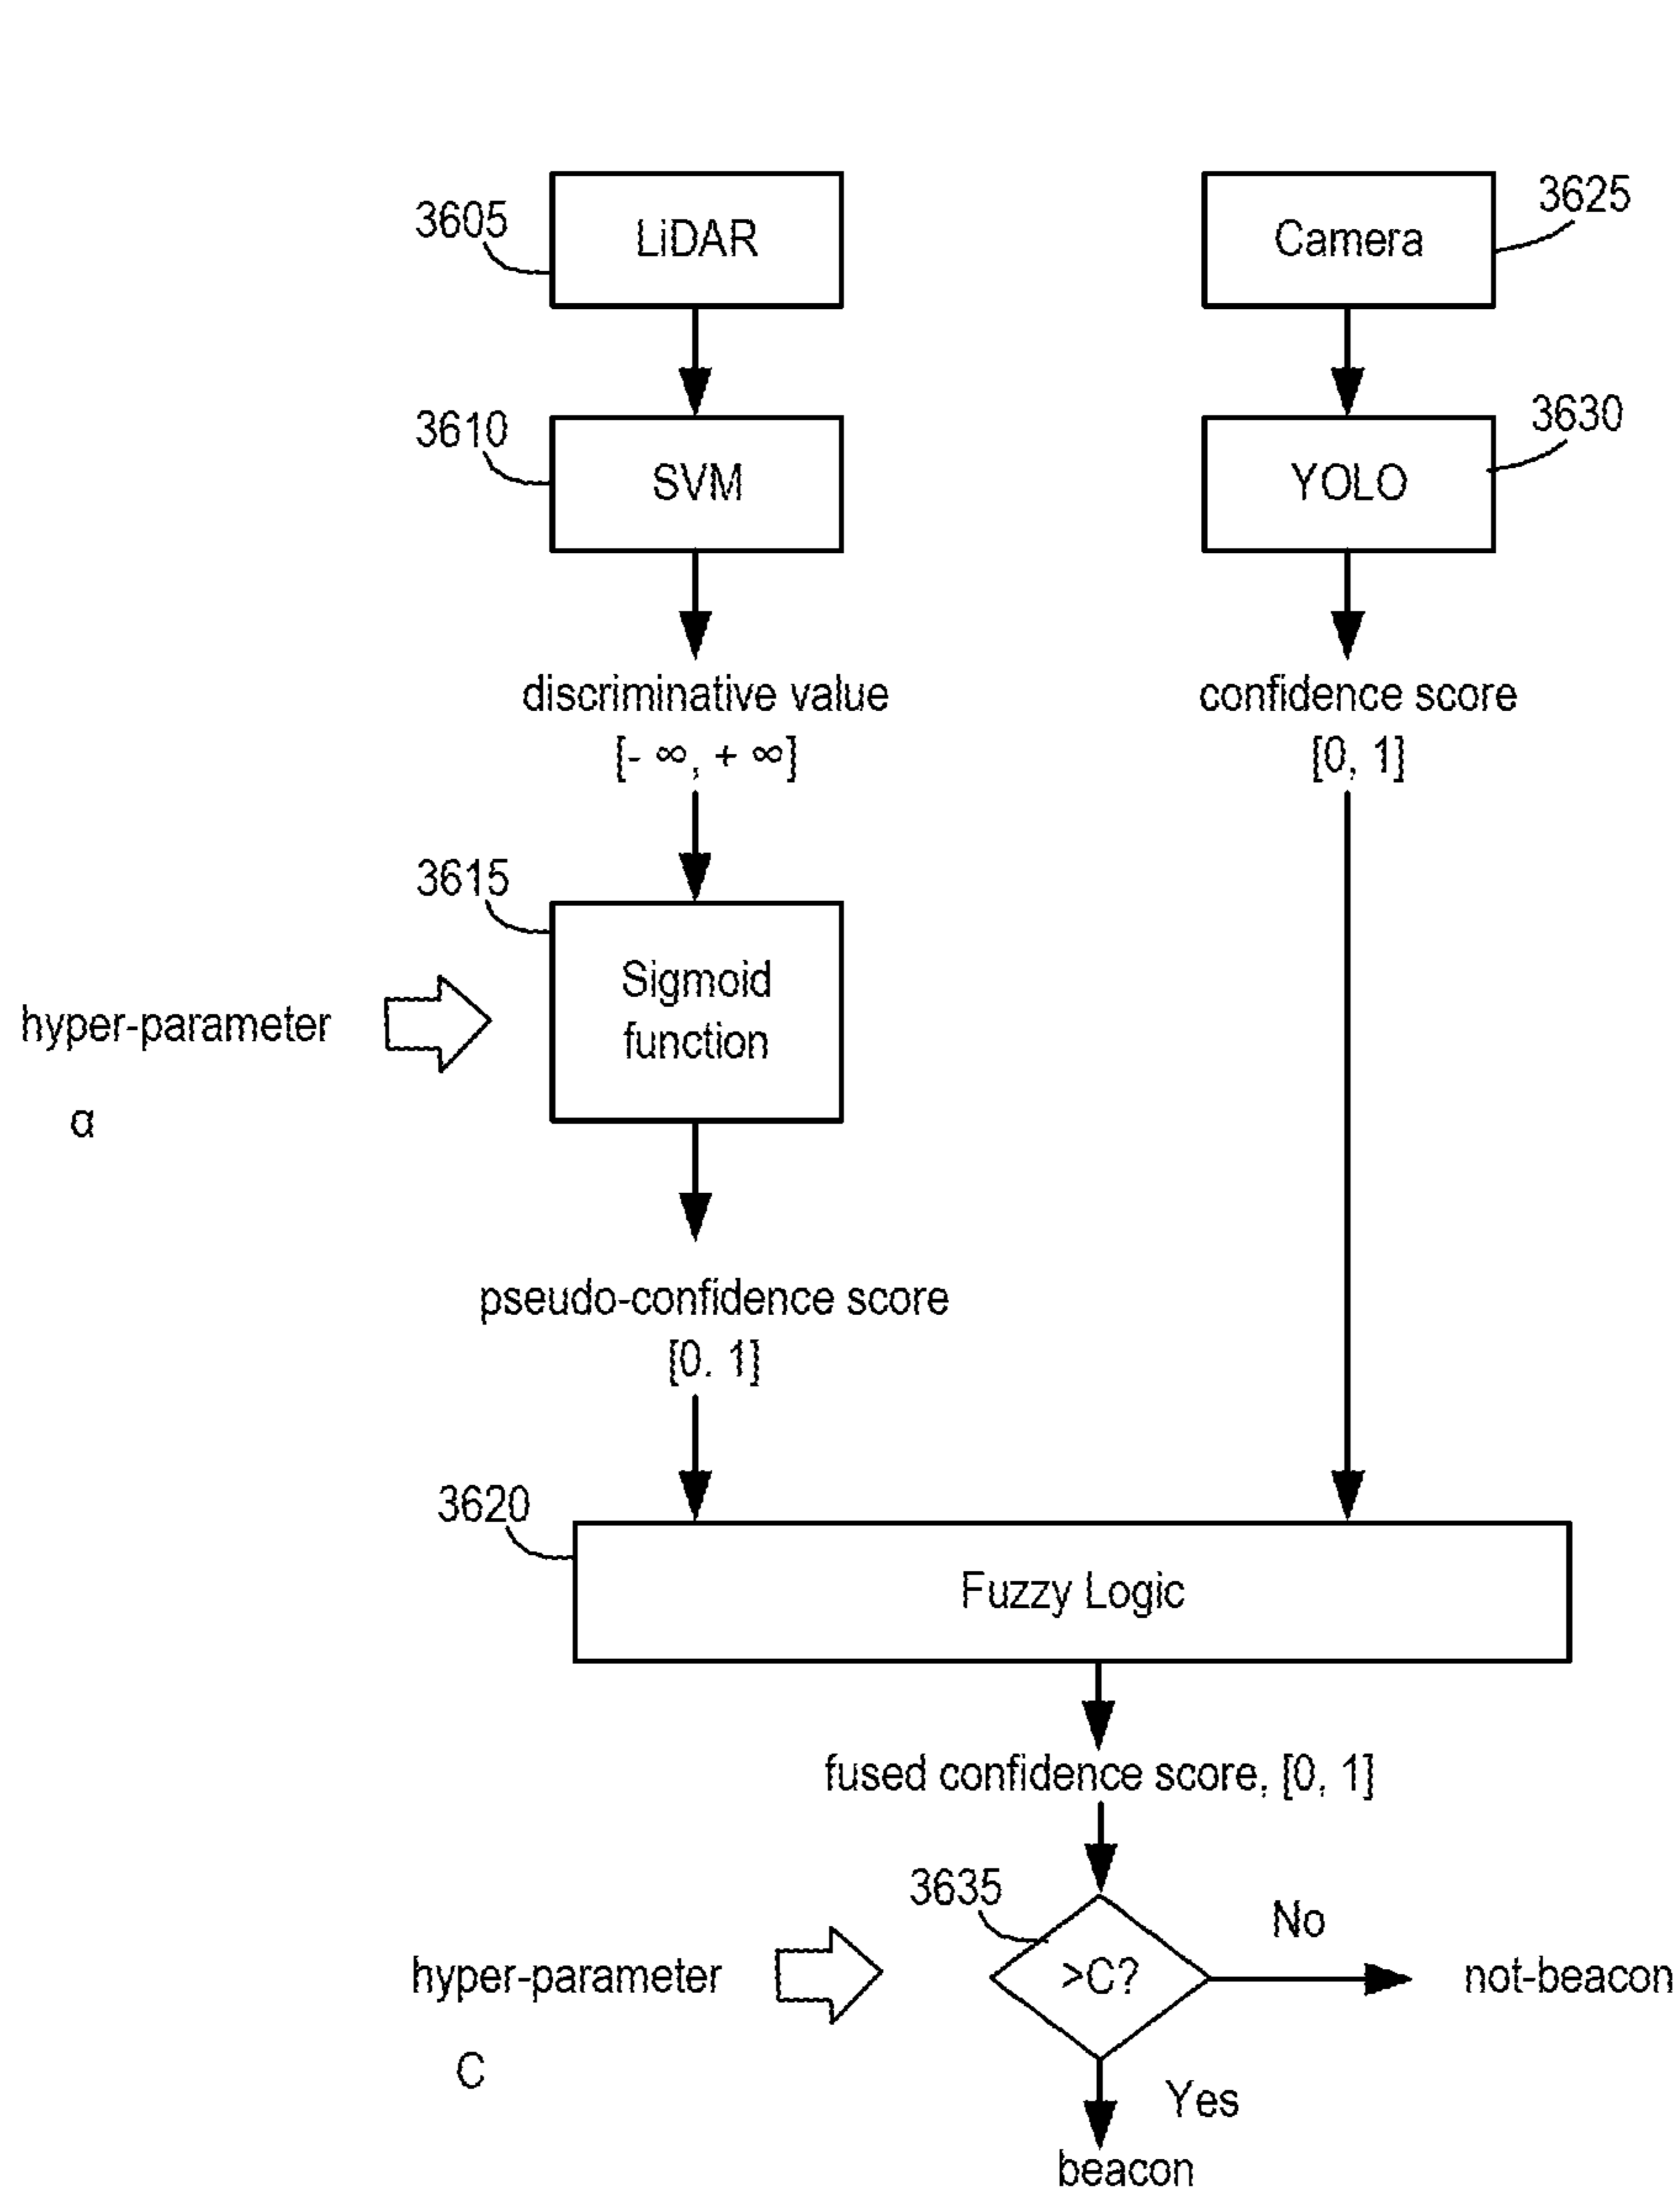 3605
LiDAR
Camera
3625
3610
SVM
YOLO
3630
discriminative value
[- ∞, + ∞]
confidence score
[0, 1]
3615
Sigmoid
function
hyper-parameter
α
pseudo-confidence score
[0. 1]
3620
Fuzzy Logic
fused confidence score, [0, 1]
3635
>C?
No
not-beacon
hyper-parameter
C
Yes
beacon